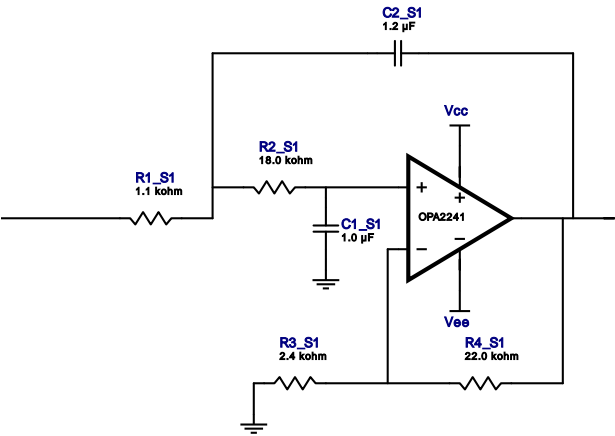 C2_S1
1.2 µF
Vcc
R2_S1
18.0 kohm
R1_S1
1.1 kohm
+
+
OPA2241
C1_S1
1.0 µF
−
−
Vee
R3_S1
2.4 kohm
R4_S1
22.0 kohm